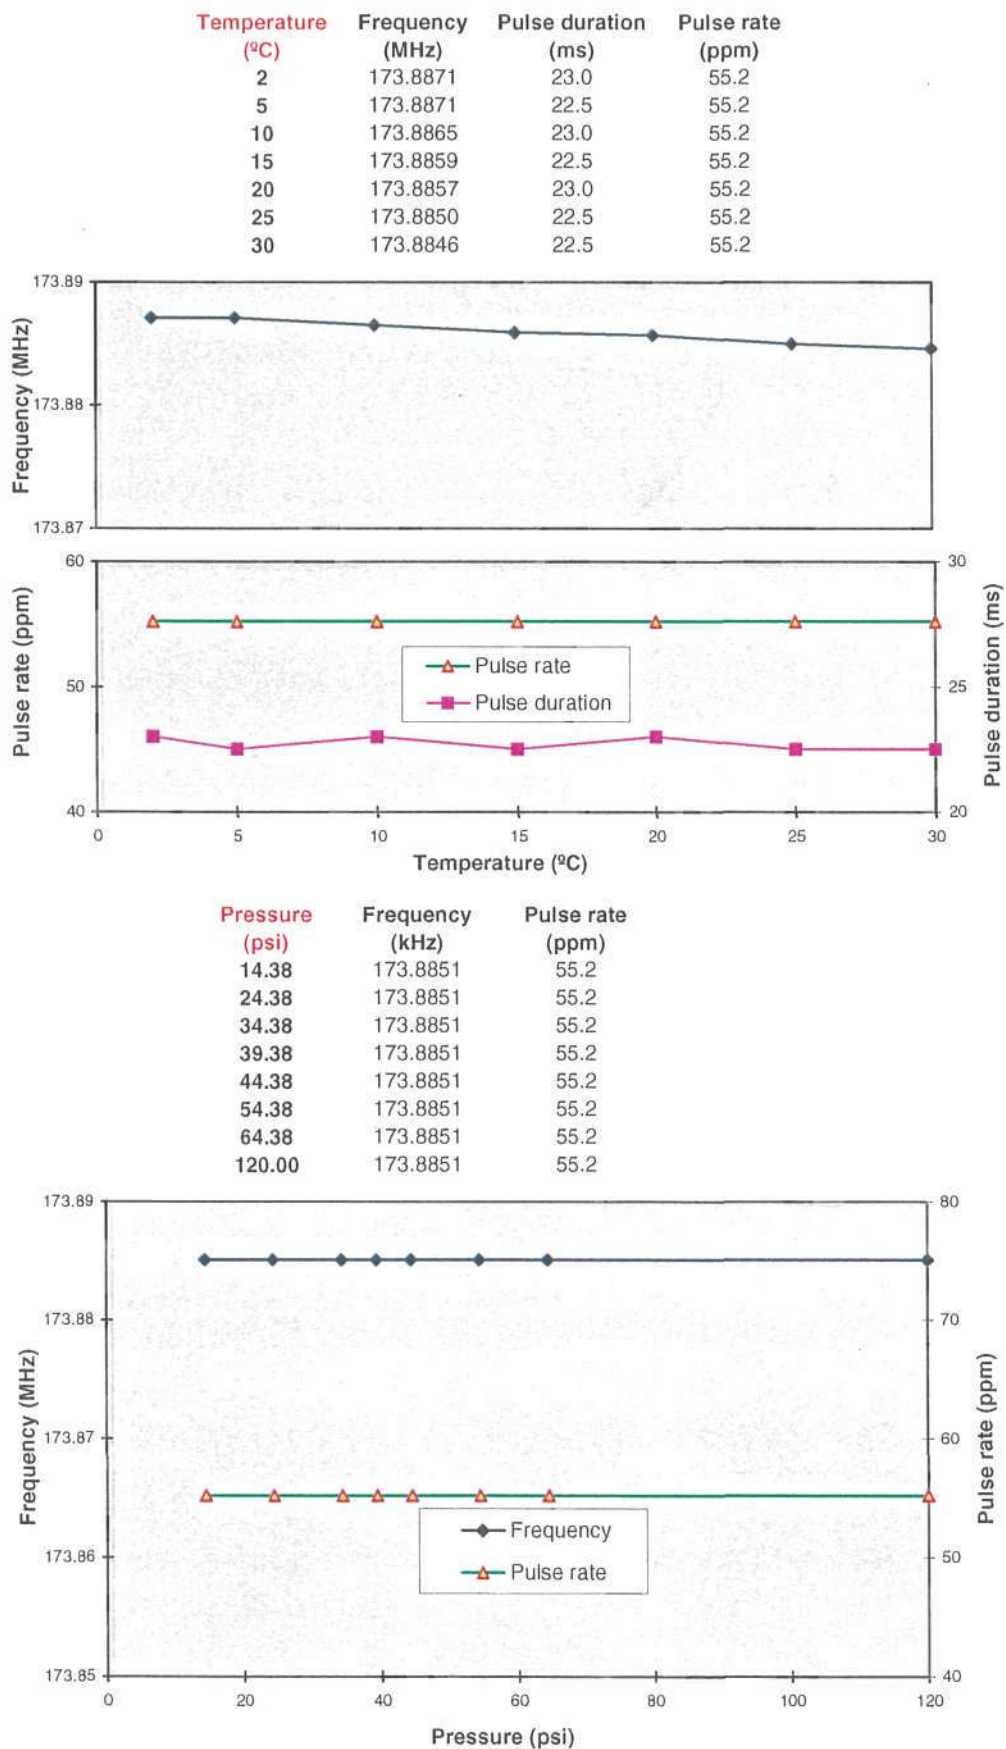 Temperature Frequency Pulse duration Pulse rate
(ºC) (MHz) (ms) (ppm)
2 173.8871 23.0 55.2
5 173.8871 22.5 55.2
10 173.8865 23.0 55.2
15 173.8859 22.5 55.2
20 173.8857 23.0 55.2
25 173.8850 22.5 55.2
30 173.8846 22.5 55.2
173.89
173.88
173.87
Frequency (MHz)
60
50
40
Pulse rate (ppm)
Pulse rate
Pulse duration
30
25
20
Pulse duration (ms)
0 5 10 15 20 25 30
Temperature (ºC)
Pressure Frequency Pulse rate
(psi) (kHz) (ppm)
14.38 173.8851 55.2
24.38 173.8851 55.2
34.38 173.8851 55.2
39.38 173.8851 55.2
44.38 173.8851 55.2
54.38 173.8851 55.2
64.38 173.8851 55.2
120.00 173.8851 55.2
173.89
173.88
173.87
173.86
173.85
Frequency (MHz)
Frequency
Pulse rate
80
70
60
50
40
Pulse rate (ppm)
0 20 40 60 80 100 120
Pressure (psi)